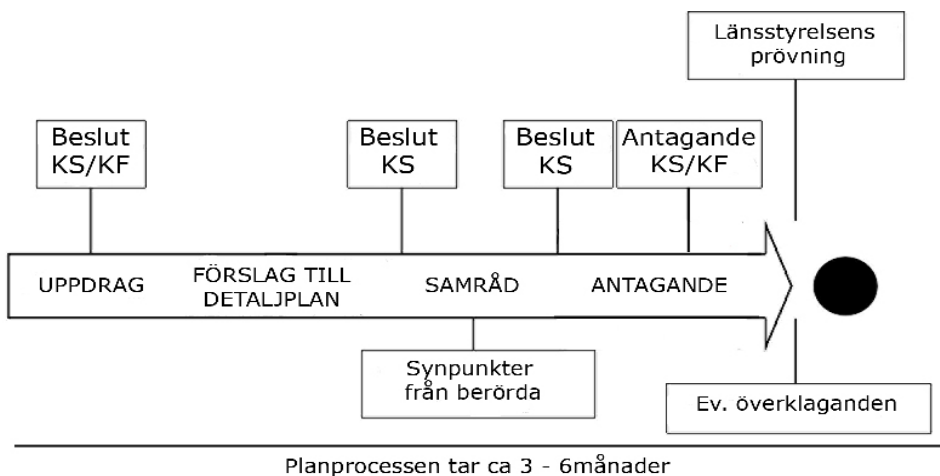 Länsstyrelsens
prövning
Beslut
KS/KF
Beslut
KS
Beslut
KS
Antagande
KS/KF
UPPDRAG
FÖRSLAG TILL
DETALJPLAN
SAMRÅD
ANTAGANDE
Synpunkter
från berörda
Ev. överklaganden
Planprocessen tar ca 3 - 6månader